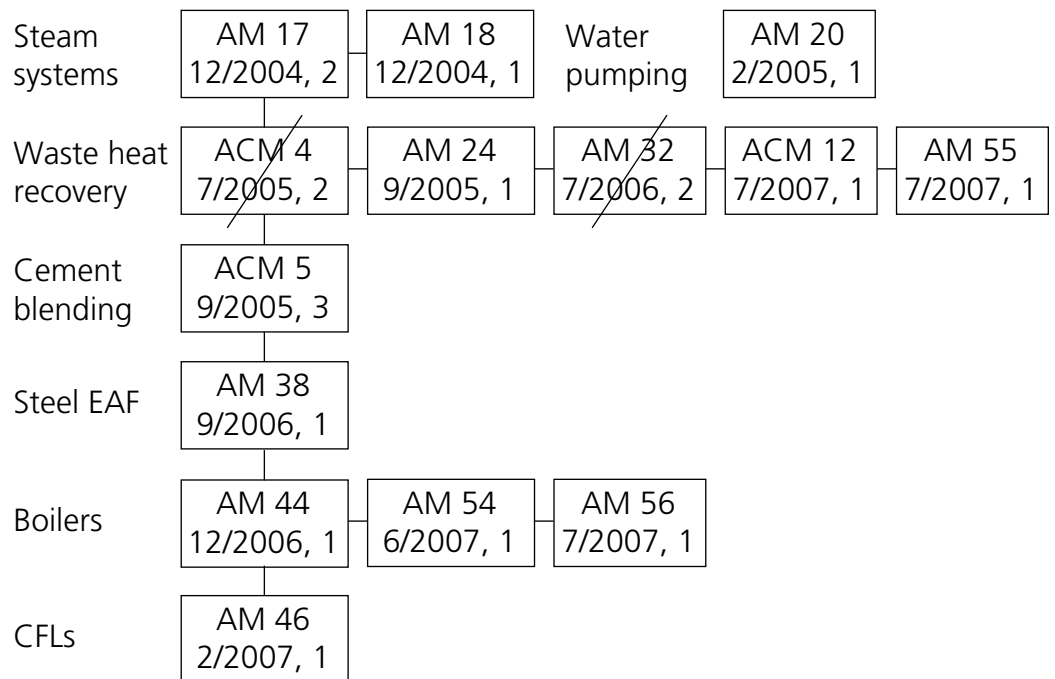 Steam
systems
AM 17
12/2004, 2
AM 18
12/2004, 1
Water
pumping
AM 20
2/2005, 1
Waste heat
recovery
ACM 4
7/2005, 2
AM 24
9/2005, 1
AM 32
7/2006, 2
ACM 12
7/2007, 1
AM 55
7/2007, 1
Cement
blending
ACM 5
9/2005, 3
Steel EAF
AM 38
9/2006, 1
Boilers
AM 44
12/2006, 1
AM 54
6/2007, 1
AM 56
7/2007, 1
CFLs
AM 46
2/2007, 1